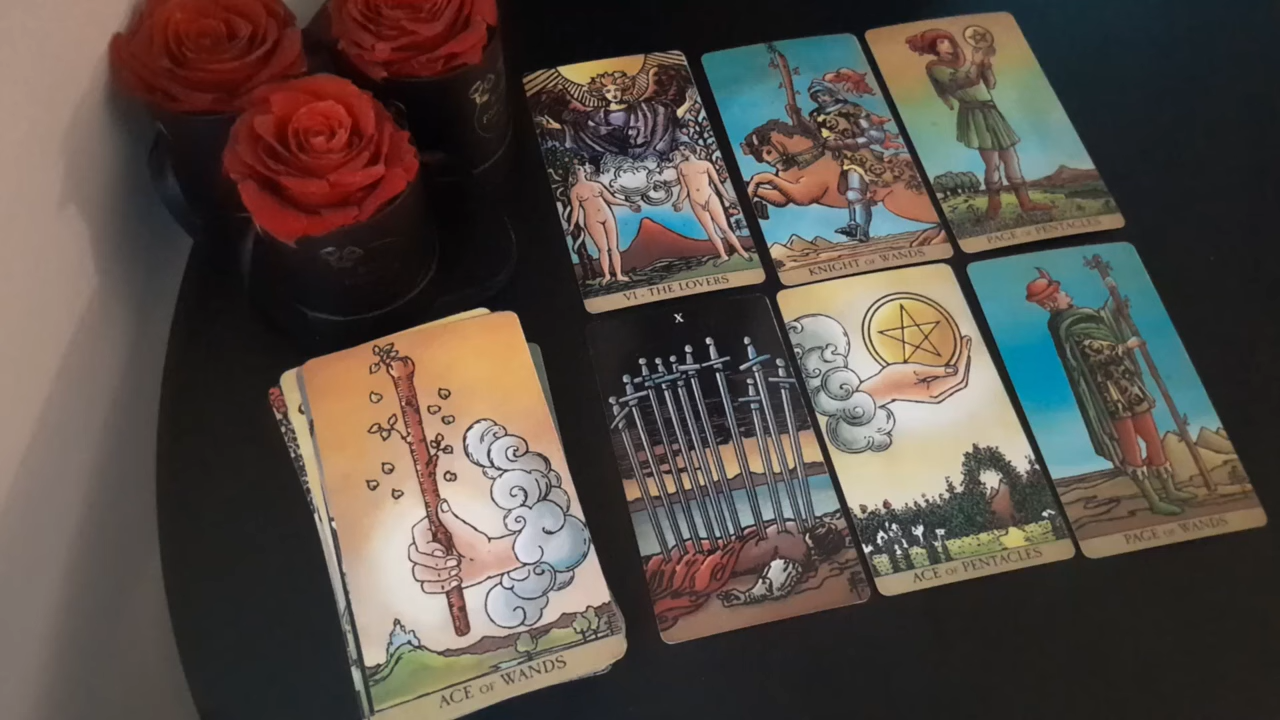 VI - THE LOVERS
KNIGHT OF WANDS
PAGE OF PENTACLES
X
ACE OF PENTACLES
PAGE OF WANDS
ACE OF WANDS